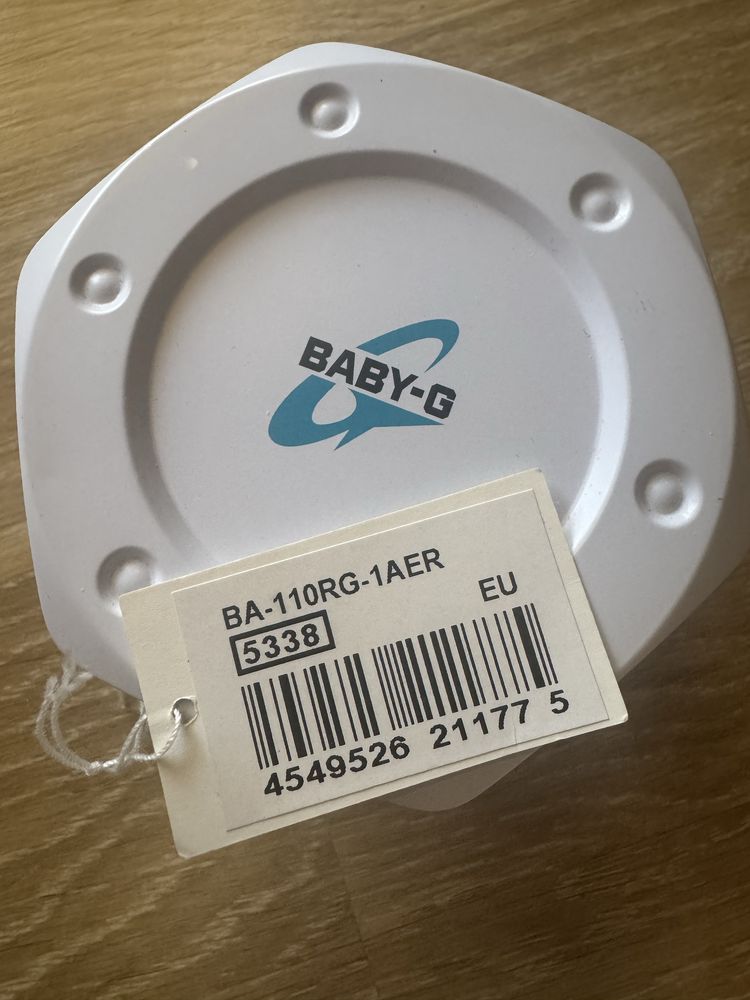 BABY-G
BA-110RG-1AER
EU
5338
4549526 21177 5